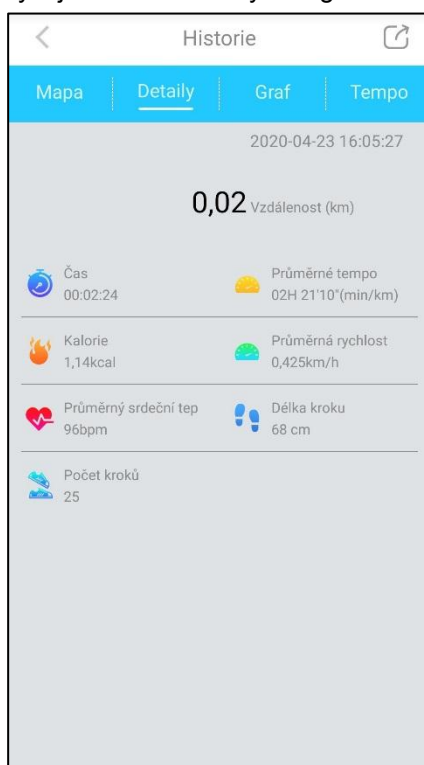 Historie
Mapa Detaily Graf Tempo
2020-04-23 16:05:27
0,02 Vzdálenost (km)
Čas
00:02:24
Průměrné tempo
02H 21'10"(min/km)
Kalorie
1,14kcal
Průměrná rychlost
0,425km/h
Průměrný srdeční tep
96bpm
Délka kroku
68 cm
Počet kroků
25